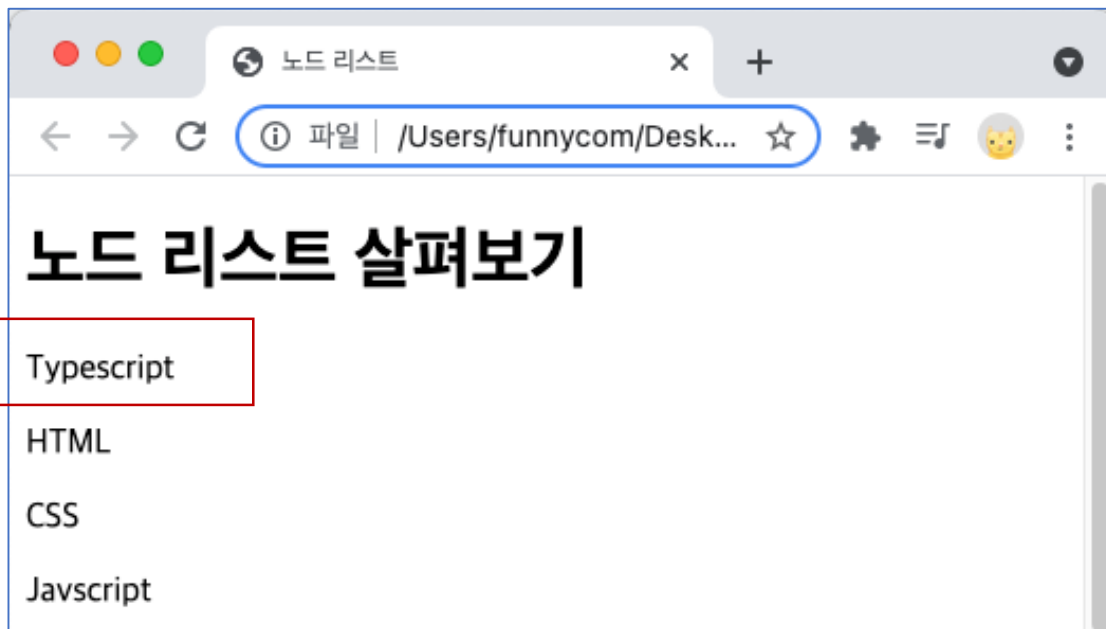 노드 리스트
파일 | /Users/funnycom/Desk...
노드 리스트 살펴보기
Typescript
HTML
CSS
Javscript